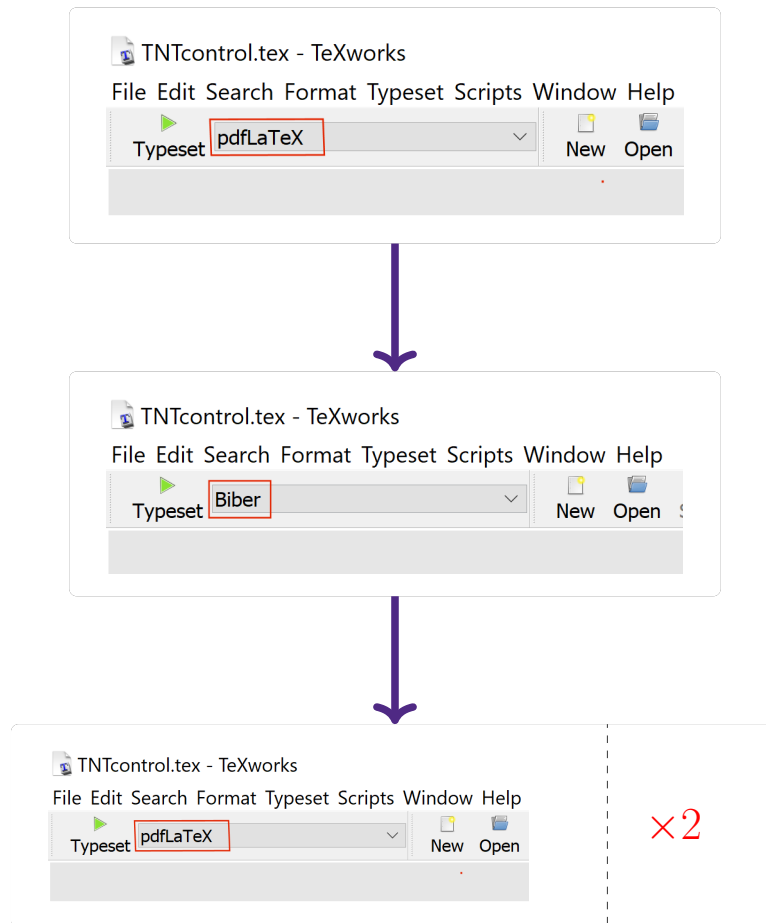 TNTcontrol.tex - TeXworks
File Edit Search Format Typeset Scripts Window Help
Typeset pdfLaTeX New Open
TNTcontrol.tex - TeXworks
File Edit Search Format Typeset Scripts Window Help
Typeset Biber New Open
TNTcontrol.tex - TeXworks
File Edit Search Format Typeset Scripts Window Help
Typeset pdfLaTeX New Open
×2